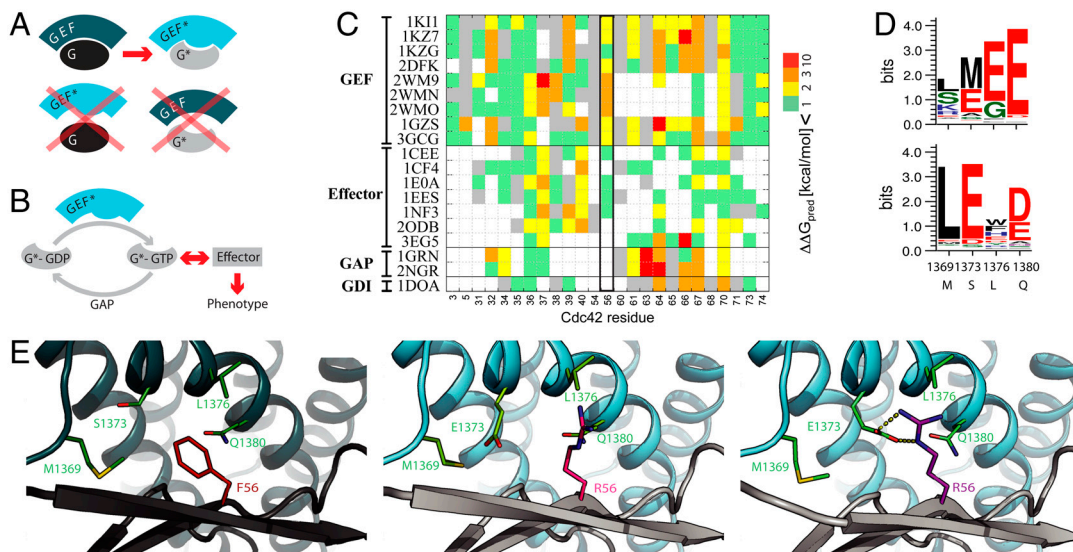 A
GEF
G
GEF*
G*
GEF*
G
GEF
G*
B
GEF*
G*- GDP
G*- GTP
Effector
GAP
Phenotype
C
GEF
Effector
GAP
GDI
1KI1
1KZ7
1KZG
2DFK
2WM9
2WMN
2WMO
1GZS
3GCG
1CEE
1CF4
1E0A
1EES
1NF3
2ODB
3EG5
1GRN
2NGR
1DOA
3 5 31 32 34 35 36 37 38 39 40 54 56 60 61 63 64 65 66 67 68 70 71 73 74
Cdc42 residue
ΔΔG pred [kcal/mol] < 1 2 3 10
D
bits
4.0
3.0
2.0
1.0
0.0
L S K
M E
E G
E
bits
4.0
3.0
2.0
1.0
0.0
L
E
W
D E
1369 1373 1376 1380
M S L Q
E
S1373
L1376
Q1380
M1369
F56
E1373
L1376
Q1380
M1369
R56
E1373
L1376
Q1380
M1369
R56